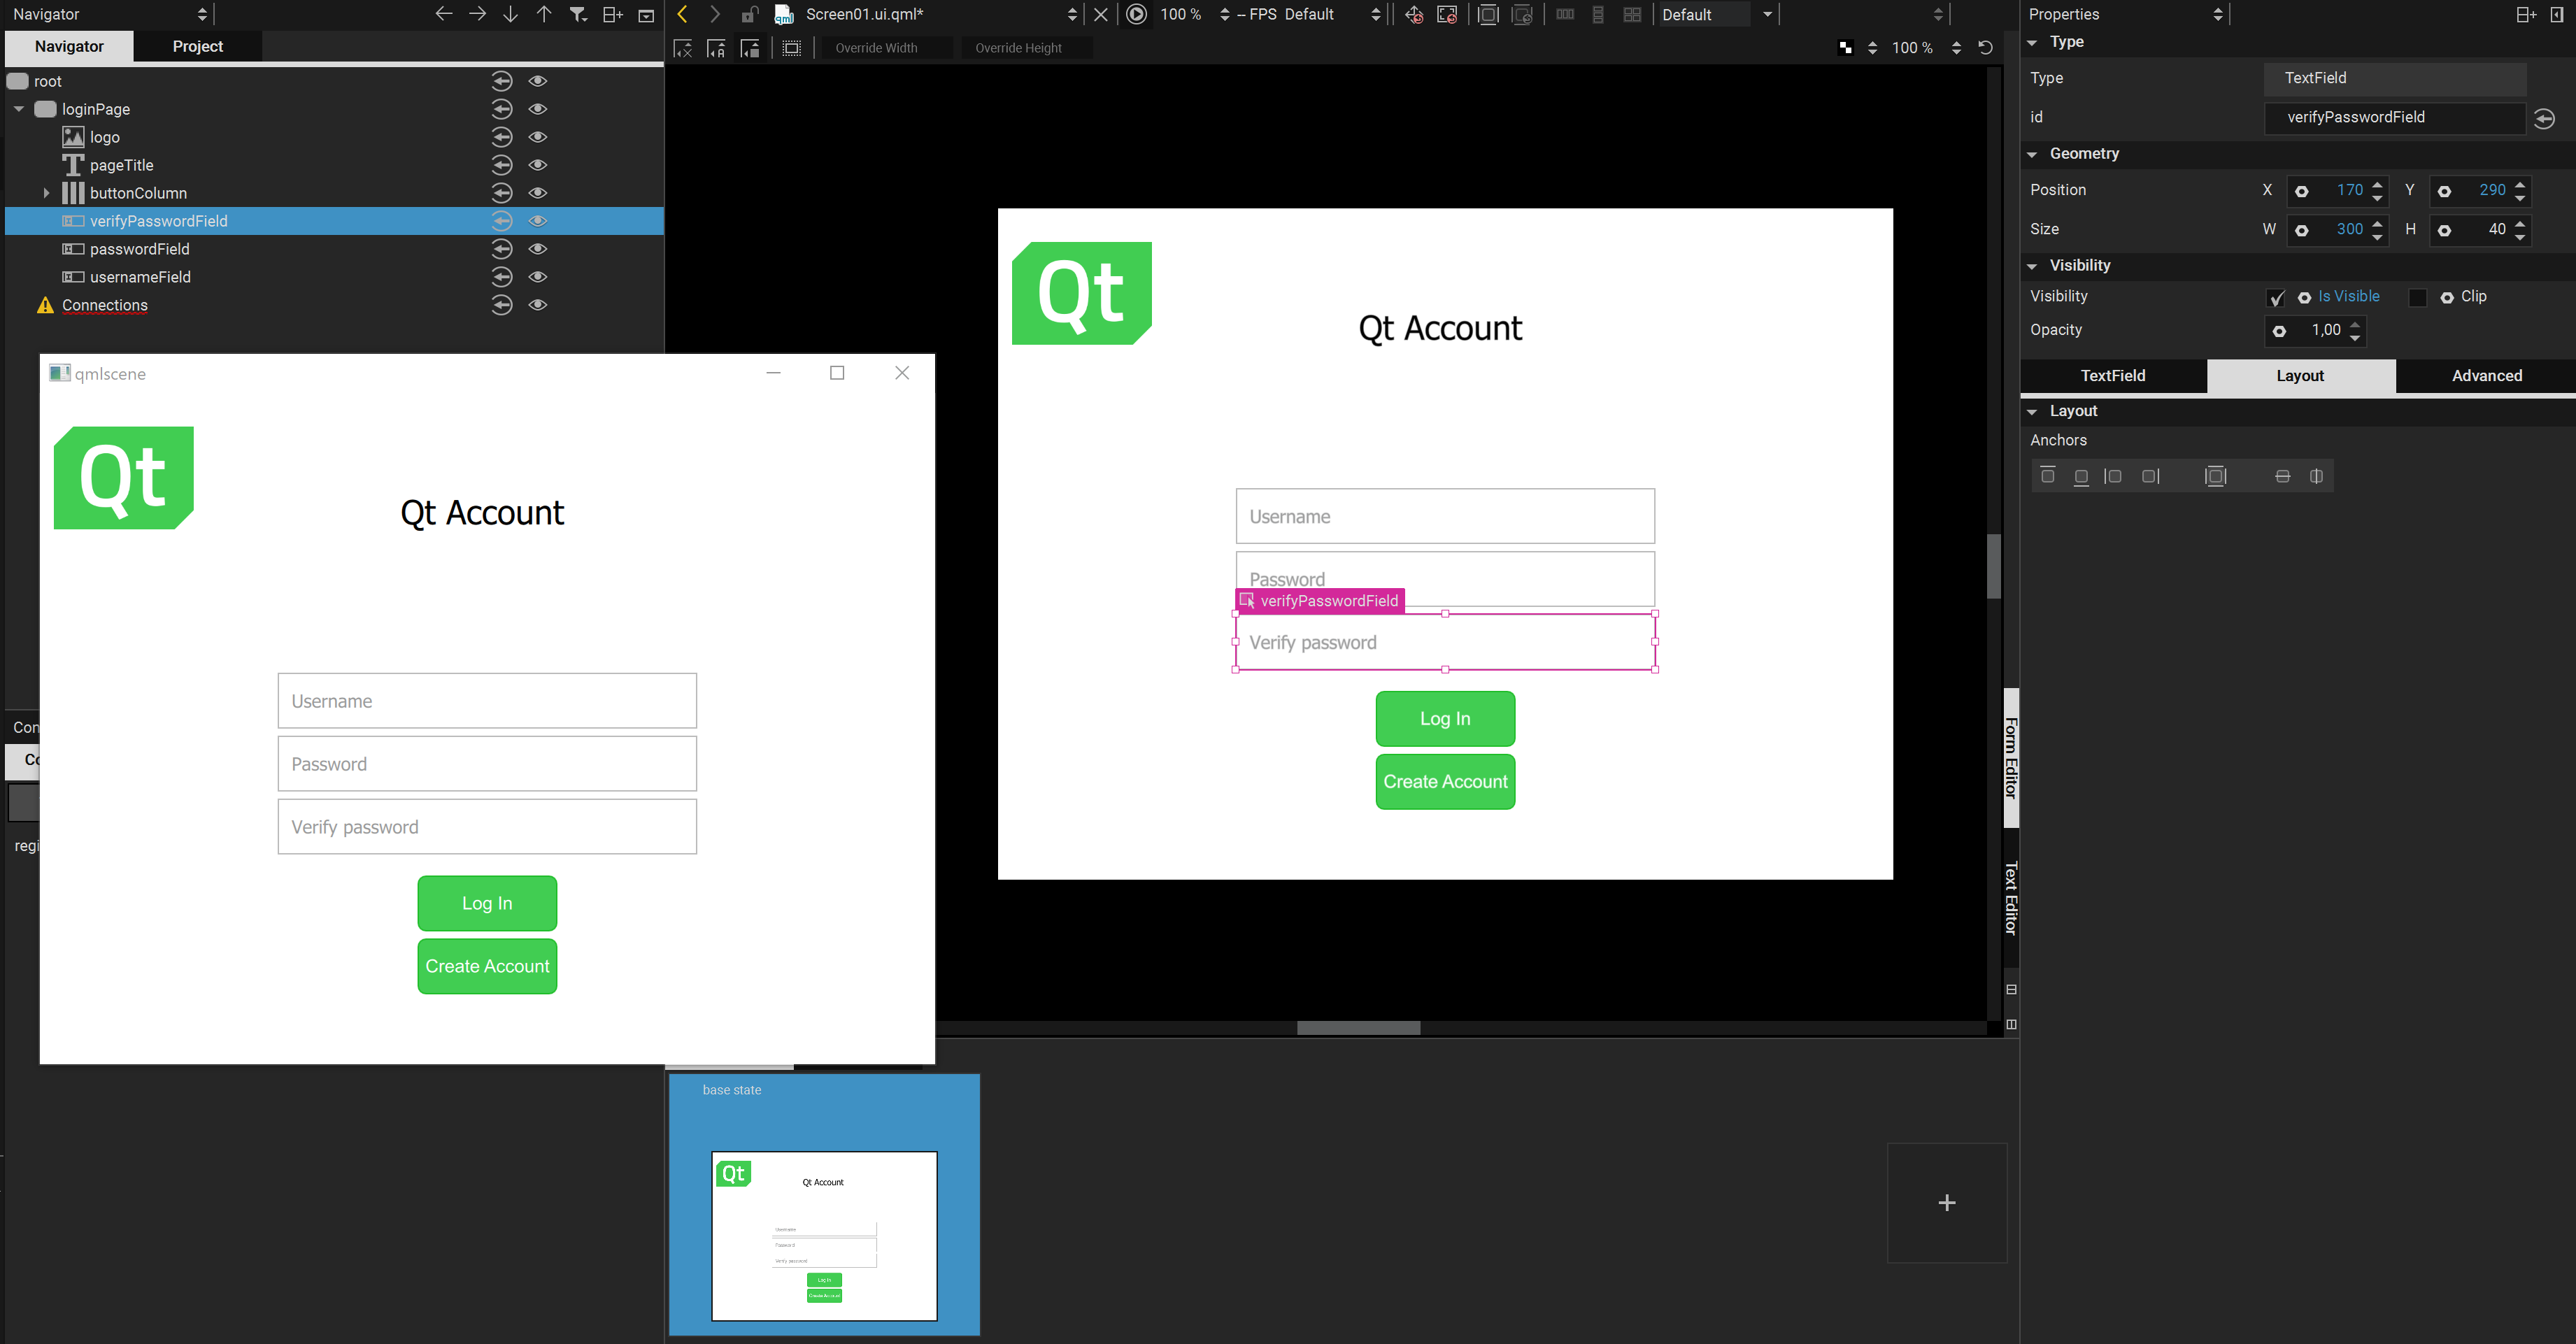 Navigator
Screen01.ui.qml*
100 %
-- FPS
Default
Default
Properties
Navigator
Project
Override Width
Override Height
100 %
Type
root
loginPage
logo
pageTitle
buttonColumn
verifyPasswordField
passwordField
usernameField
Connections
Type
TextField
id
verifyPasswordField
Geometry
Position
X
170
Y
290
Size
W
300
H
40
Visibility
Visibility
Is Visible
Clip
Opacity
1,00
TextField
Layout
Advanced
Layout
Anchors
Qt
Qt Account
Username
Password
verifyPasswordField
Verify password
Log In
Create Account
qmlscene
Qt
Qt Account
Username
Password
Verify password
Log In
Create Account
Con
Co
regi
Form Editor
Text Editor
base state
Qt
Qt Account
Username
Password
Verify password
Log In
Create Account